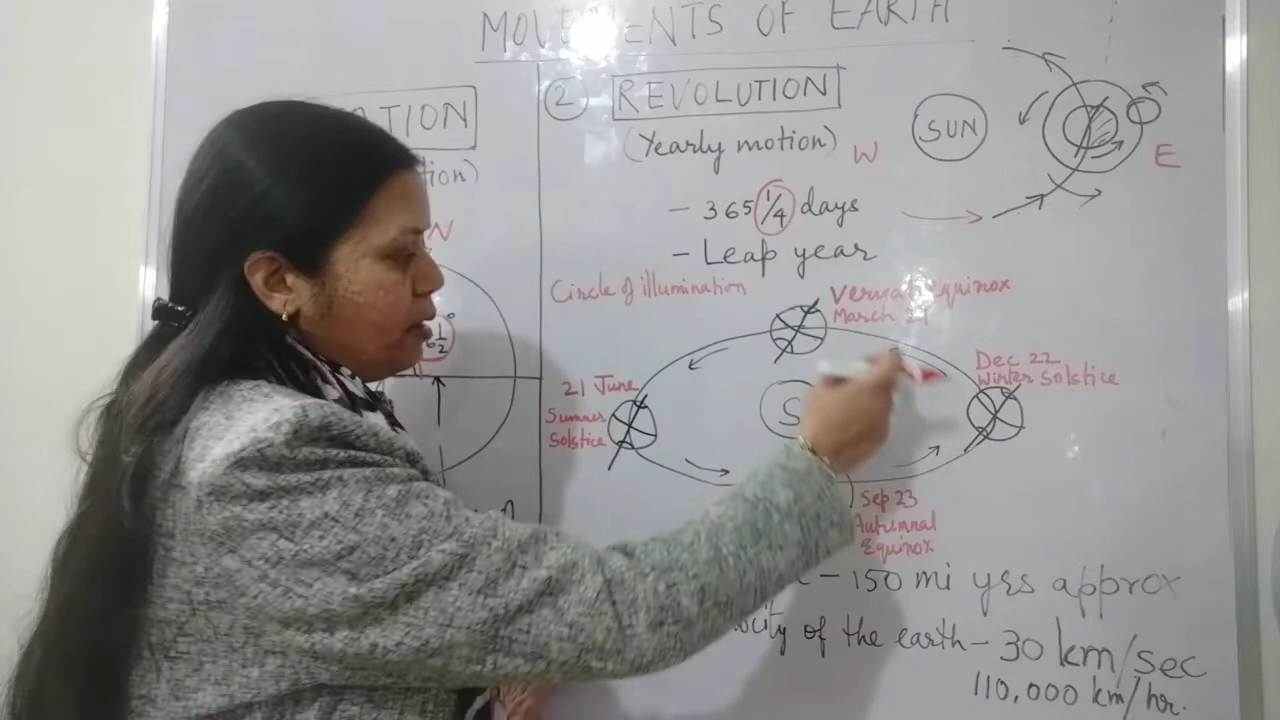 MOVEMENTS OF EARTH
② REVOLUTION
(Yearly motion)
- 365 1/4 days
- Leap year
SUN
W
E
N
Circle of illumination
Vernal equinox
March 21
Dec 22
Winter Solstice
21 June
Summer
Solstice
S
Sep 23
Autumnal
Equinox
- 150 mi yrs approx
of the earth - 30 km/sec
110,000 km/hr.